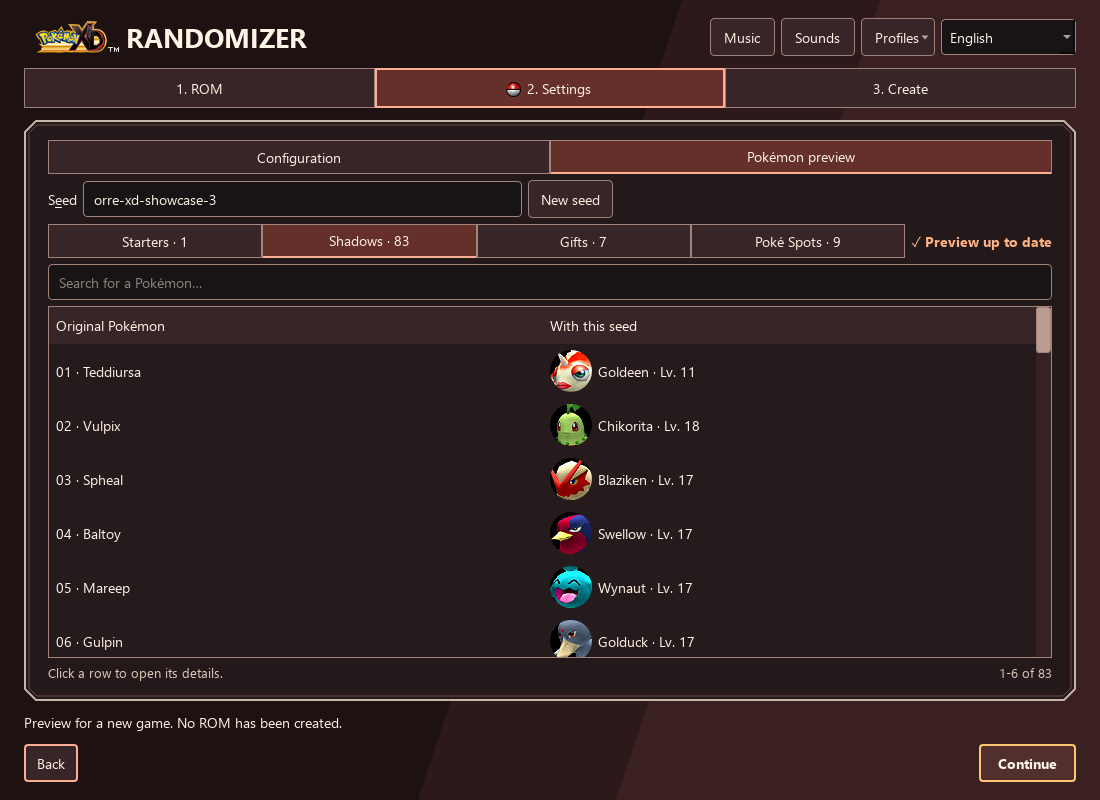 PoKéMoN XD ™ RANDOMIZER
Music
Sounds
Profiles
English
1. ROM
2. Settings
3. Create
Configuration
Pokémon preview
Seed
orre-xd-showcase-3
New seed
Starters · 1
Shadows · 83
Gifts · 7
Poké Spots · 9
✓ Preview up to date
Search for a Pokémon...
Original Pokémon
With this seed
01 · Teddiursa
Goldeen · Lv. 11
02 · Vulpix
Chikorita · Lv. 18
03 · Spheal
Blaziken · Lv. 17
04 · Baltoy
Swellow · Lv. 17
05 · Mareep
Wynaut · Lv. 17
06 · Gulpin
Golduck · Lv. 17
Click a row to open its details.
1-6 of 83
Preview for a new game. No ROM has been created.
Back
Continue